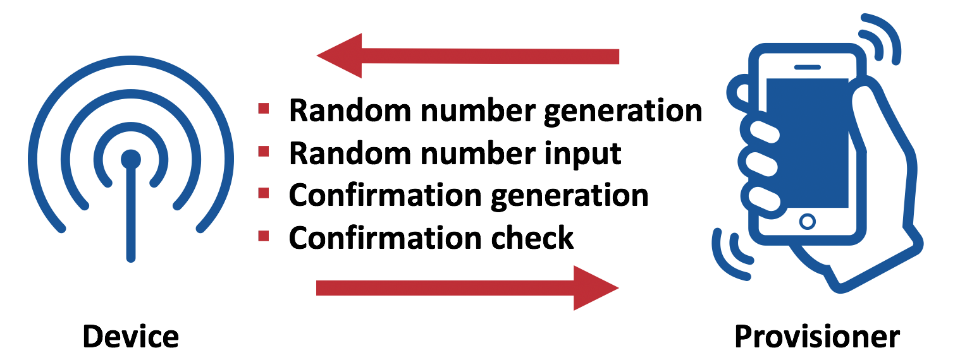 Random number generation
Random number input
Confirmation generation
Confirmation check
Device
Provisioner